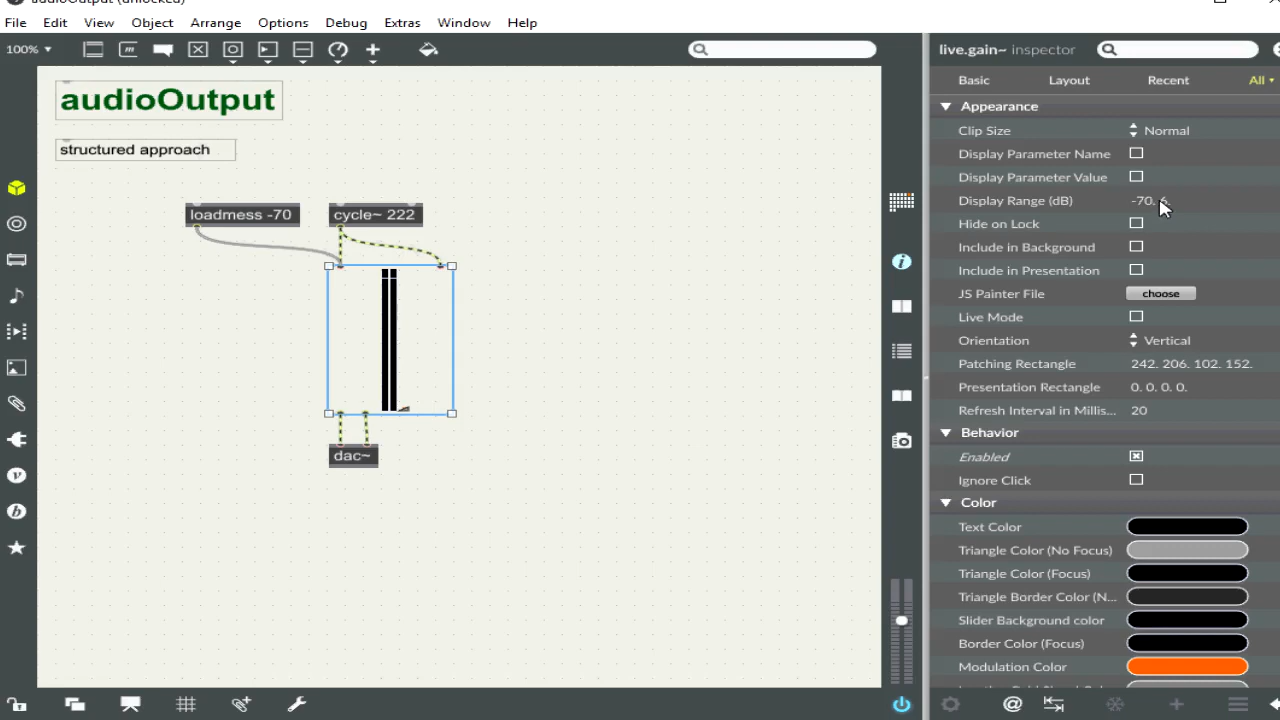 audioOutput (unlocked)
File Edit View Object Arrange Options Debug Extras Window Help
100%
audioOutput
structured approach
loadmess -70
cycle~ 222
dac~
live.gain~ inspector
Basic Layout Recent All
Appearance
Clip Size Normal
Display Parameter Name
Display Parameter Value
Display Range (dB) -70. 6.
Hide on Lock
Include in Background
Include in Presentation
JS Painter File choose
Live Mode
Orientation Vertical
Patching Rectangle 242. 206. 102. 152.
Presentation Rectangle 0. 0. 0. 0.
Refresh Interval in Millis... 20
Behavior
Enabled
Ignore Click
Color
Text Color
Triangle Color (No Focus)
Triangle Color (Focus)
Triangle Border Color (N...
Slider Background color
Border Color (Focus)
Modulation Color